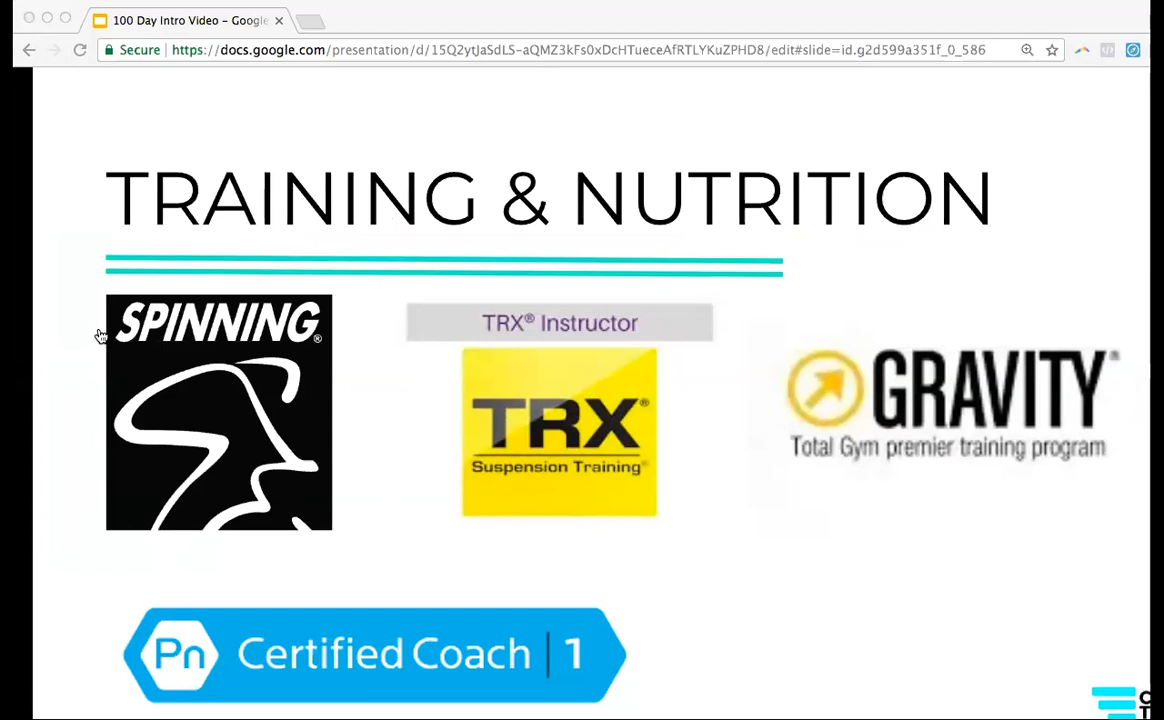 100 Day Intro Video – Google
Secure
https://docs.google.com/presentation/d/15Q2ytJaSdLS-aQMZ3kFs0xDcHTueceAfRTLYKuZPHD8/edit#slide=id.g2d599a351f_0_586
TRAINING & NUTRITION
SPINNING®
TRX® Instructor
TRX®
Suspension Training®
GRAVITY®
Total Gym premier training program
Pn Certified Coach | 1